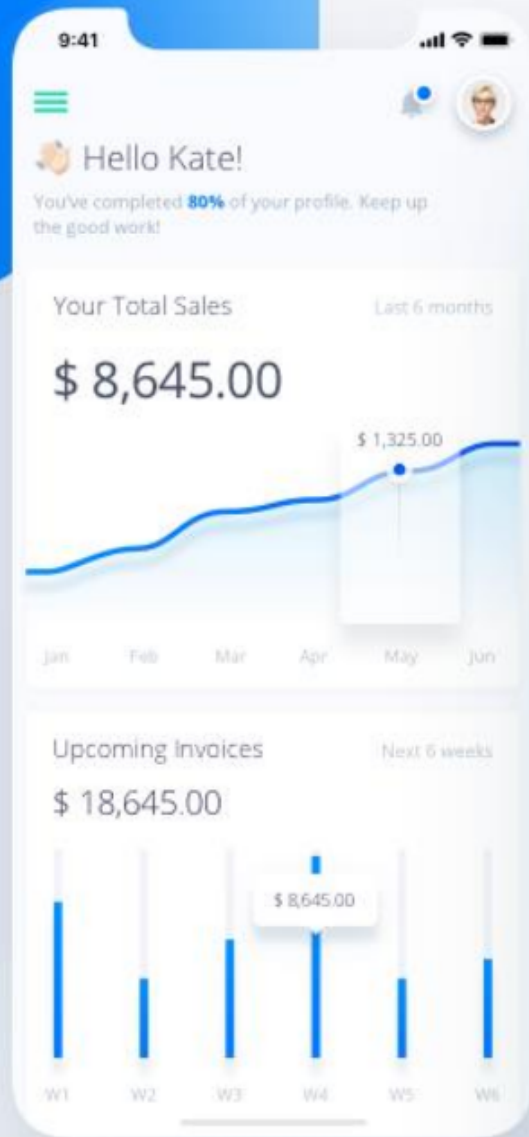 9:41
Hello Kate!
You've completed 80% of your profile. Keep up
the good work!
Your Total Sales
Last 6 months
$ 8,645.00
$ 1,325.00
Jan Feb Mar Apr May Jun
Upcoming Invoices
Next 6 weeks
$ 18,645.00
$ 8,645.00
W1 W2 W3 W4 W5 W6